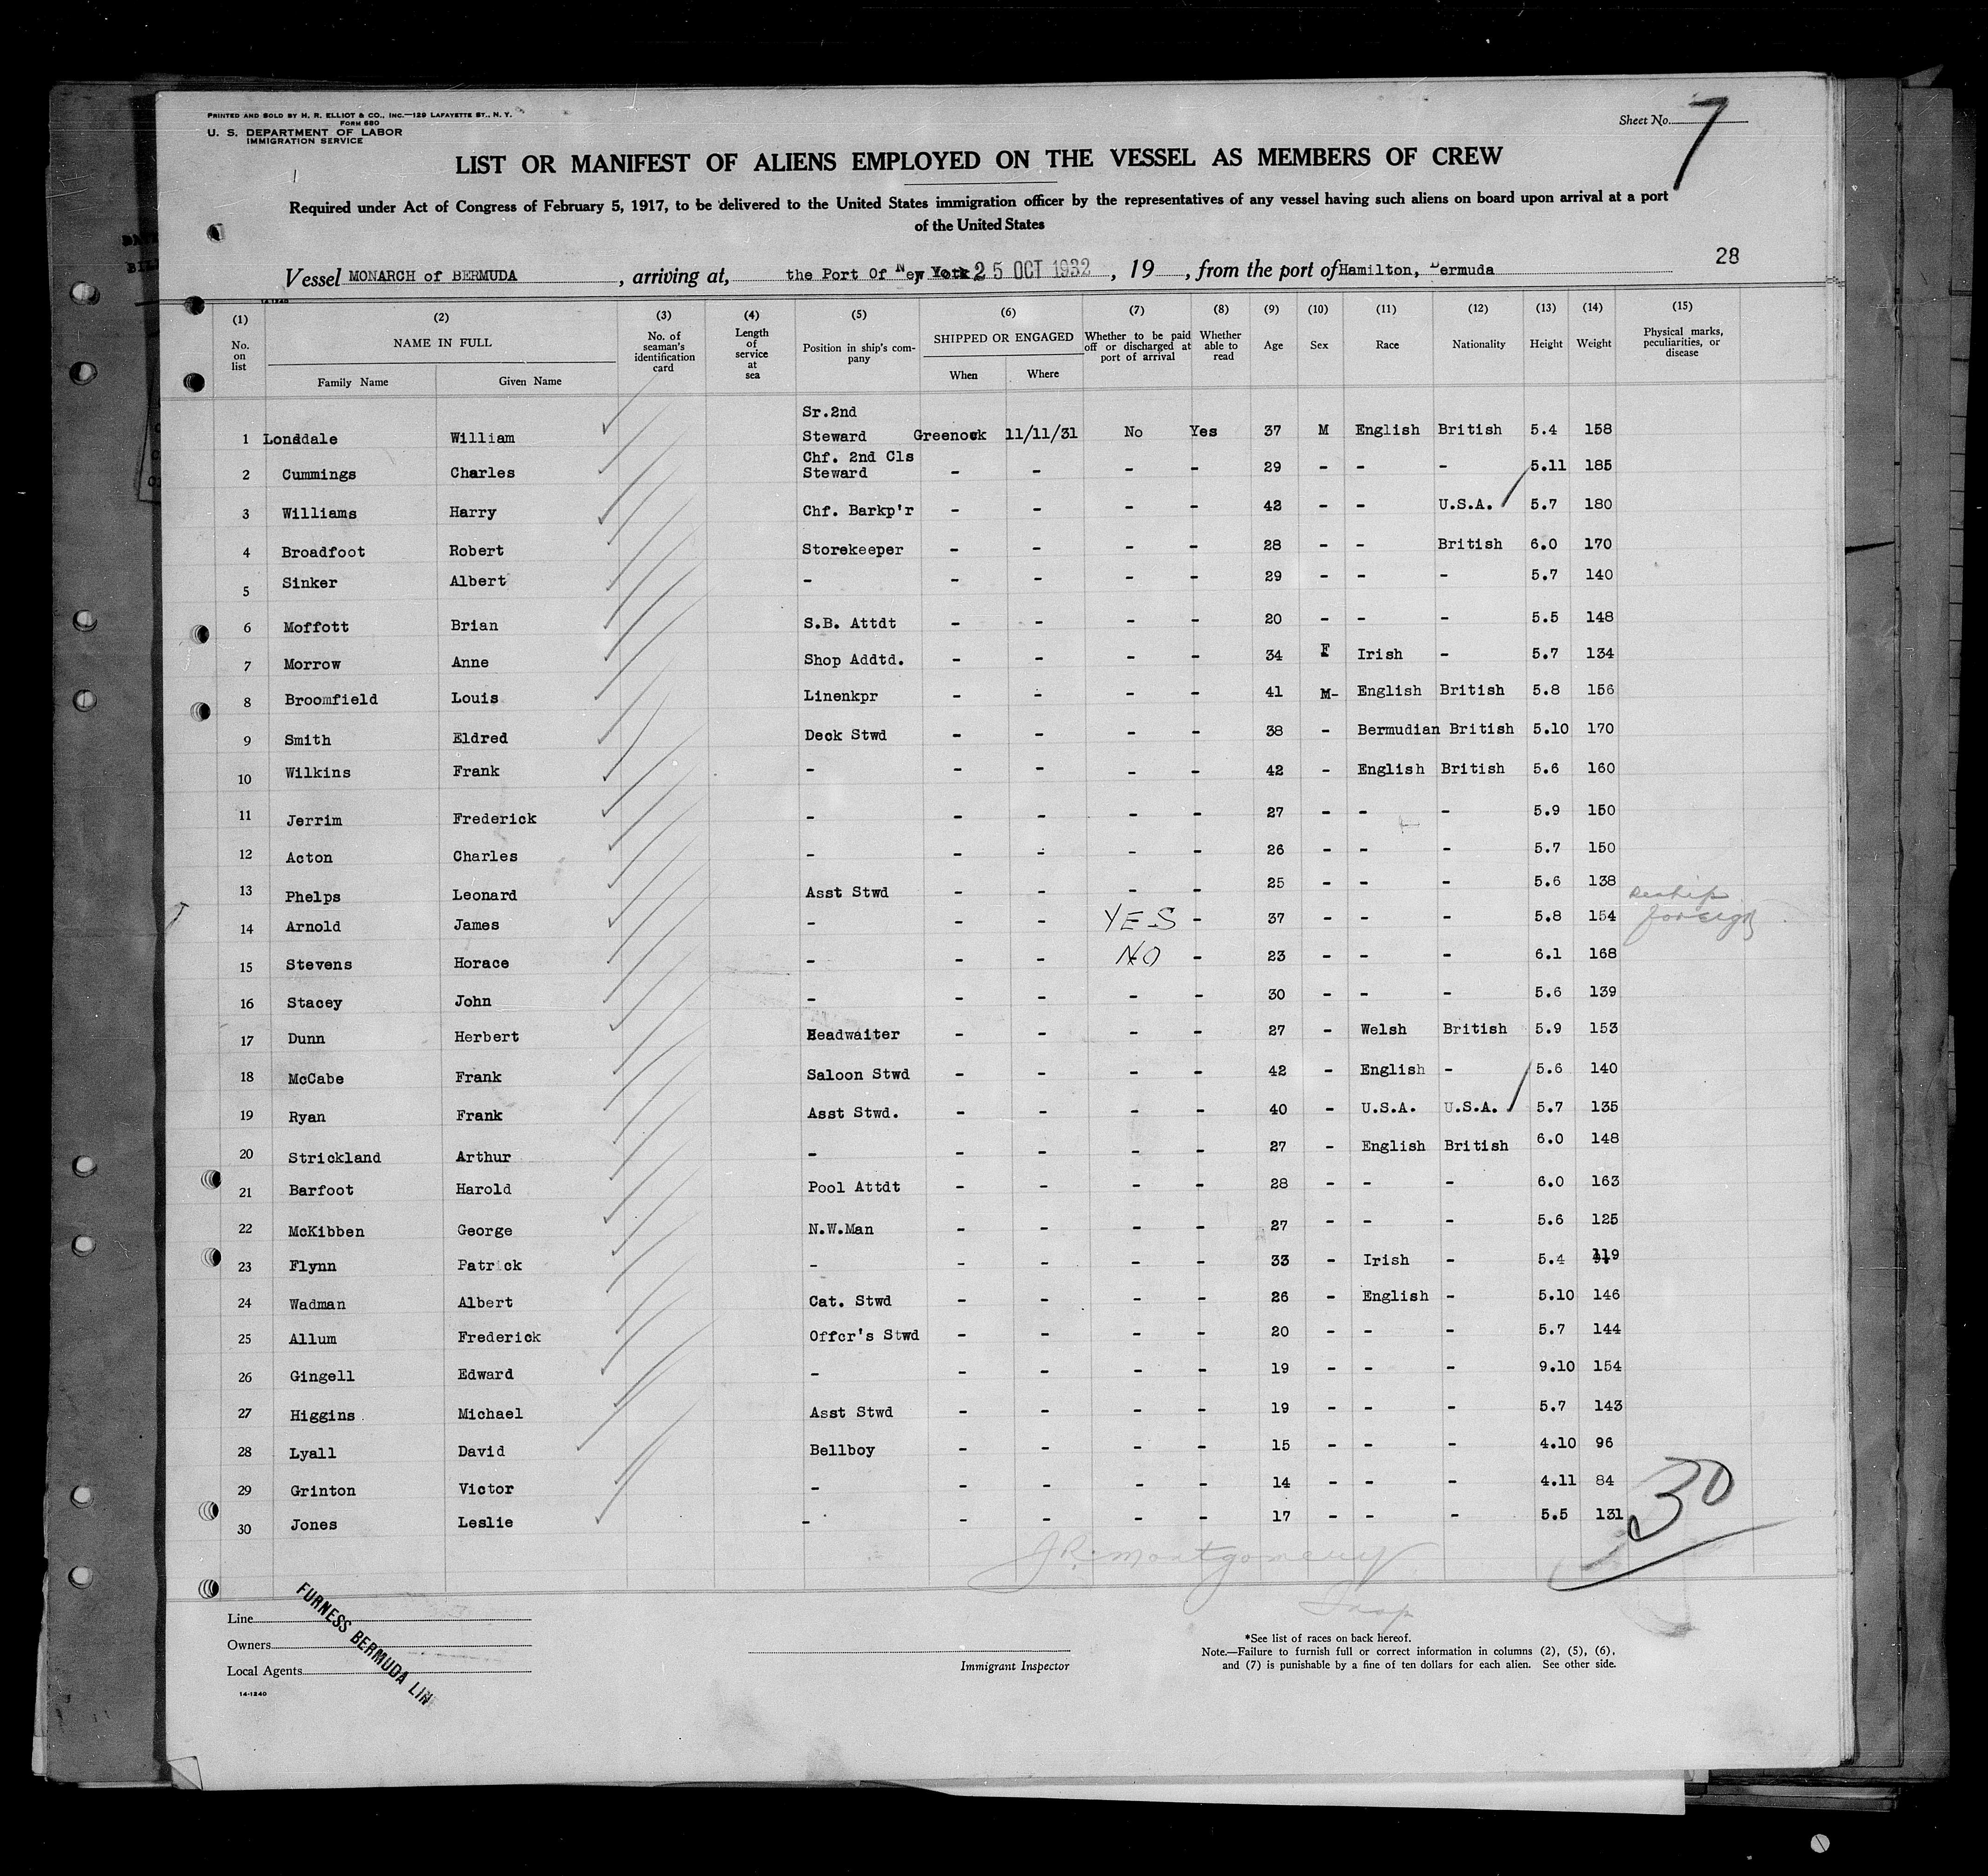 PRINTED AND SOLD BY H. R. ELLIOT & CO., INC.—129 LAFAYETTE ST., N. Y.
FORM 680
U. S. DEPARTMENT OF LABOR
IMMIGRATION SERVICE
Sheet No. 7
LIST OR MANIFEST OF ALIENS EMPLOYED ON THE VESSEL AS MEMBERS OF CREW
Required under Act of Congress of February 5, 1917, to be delivered to the United States immigration officer by the representatives of any vessel having such aliens on board upon arrival at a port
of the United States
28
Vessel MONARCH of BERMUDA, arriving at, the Port Of New York 25 OCT 1932, 19, from the port of Hamilton, Bermuda
14-1240
(1) (2) (3) (4) (5) (6) (7) (8) (9) (10) (11) (12) (13) (14) (15)
No. on list NAME IN FULL Family Name Given Name No. of seaman's identification card Length of service at sea Position in ship's company SHIPPED OR ENGAGED When Where Whether to be paid off or discharged at port of arrival Whether able to read Age Sex Race Nationality Height Weight Physical marks, peculiarities, or disease
1 Lonsdale William Sr.2nd Steward Greenock 11/11/31 No Yes 37 M English British 5.4 158
2 Cummings Charles Chf. 2nd Cls Steward - - - - 29 - - - 5.11 185
3 Williams Harry Chf. Barkp'r - - - - 42 - - U.S.A. 5.7 180
4 Broadfoot Robert Storekeeper - - - - 28 - - British 6.0 170
5 Sinker Albert - - - - - 29 - - - 5.7 140
6 Moffott Brian S.B. Attdt - - - - 20 - - - 5.5 148
7 Morrow Anne Shop Addtd. - - - - 34 F Irish - 5.7 134
8 Broomfield Louis Linenkpr - - - - 41 M- English British 5.8 156
9 Smith Eldred Deck Stwd - - - - 38 - Bermudian British 5.10 170
10 Wilkins Frank - - - - - 42 - English British 5.6 160
11 Jerrim Frederick - - - - - 27 - - - 5.9 150
12 Acton Charles - - - - - 26 - - - 5.7 150
13 Phelps Leonard Asst Stwd - - - - 25 - - - 5.6 138
14 Arnold James - - - YES - 37 - - - 5.8 154 Reship foreign
15 Stevens Horace - - - NO - 23 - - - 6.1 168
16 Stacey John - - - - - 30 - - - 5.6 139
17 Dunn Herbert Headwaiter - - - - 27 - Welsh British 5.9 153
18 McCabe Frank Saloon Stwd - - - - 42 - English - 5.6 140
19 Ryan Frank Asst Stwd. - - - - 40 - U.S.A. U.S.A. 5.7 135
20 Strickland Arthur - - - - - 27 - English British 6.0 148
21 Barfoot Harold Pool Attdt - - - - 28 - - - 6.0 163
22 McKibben George N.W.Man - - - - 27 - - - 5.6 125
23 Flynn Patrick - - - - - 33 - Irish - 5.4 119
24 Wadman Albert Cat. Stwd - - - - 26 - English - 5.10 146
25 Allum Frederick Offcr's Stwd - - - - 20 - - - 5.7 144
26 Gingell Edward - - - - - 19 - - - 9.10 154
27 Higgins Michael Asst Stwd - - - - 19 - - - 5.7 143
28 Lyall David Bellboy - - - - 15 - - - 4.10 96
29 Grinton Victor - - - - - 14 - - - 4.11 84
30 Jones Leslie - - - - - 17 - - - 5.5 131
30
J R Montgomery
Insp
FURNESS BERMUDA LIN
Line
Owners
Local Agents
14-1240
Immigrant Inspector
*See list of races on back hereof.
Note.—Failure to furnish full or correct information in columns (2), (5), (6),
and (7) is punishable by a fine of ten dollars for each alien. See other side.